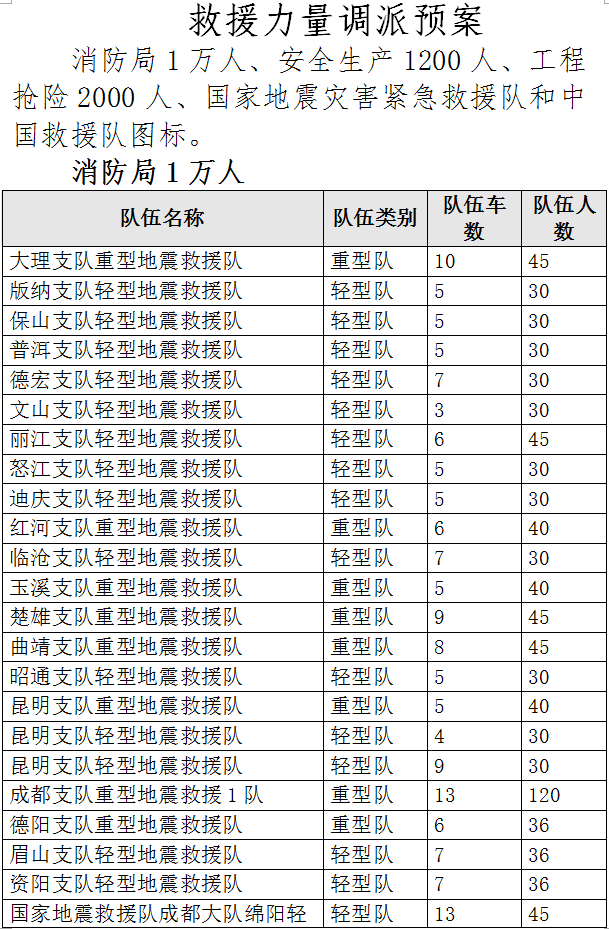 救援力量调派预案
消防局1万人、安全生产1200人、工程
抢险2000人、国家地震灾害紧急救援队和中
国救援队图标。
消防局1万人
队伍名称 队伍类别 队伍车数 队伍人数
大理支队重型地震救援队 重型队 10 45
版纳支队轻型地震救援队 轻型队 5 30
保山支队轻型地震救援队 轻型队 5 30
普洱支队轻型地震救援队 轻型队 5 30
德宏支队轻型地震救援队 轻型队 7 30
文山支队轻型地震救援队 轻型队 3 30
丽江支队轻型地震救援队 轻型队 6 45
怒江支队轻型地震救援队 轻型队 5 30
迪庆支队轻型地震救援队 轻型队 5 30
红河支队重型地震救援队 重型队 6 40
临沧支队轻型地震救援队 轻型队 7 30
玉溪支队重型地震救援队 重型队 5 40
楚雄支队重型地震救援队 重型队 9 45
曲靖支队重型地震救援队 重型队 8 45
昭通支队轻型地震救援队 轻型队 5 30
昆明支队重型地震救援队 重型队 5 40
昆明支队轻型地震救援队 轻型队 4 30
昆明支队轻型地震救援队 轻型队 9 30
成都支队重型地震救援1队 重型队 13 120
德阳支队重型地震救援队 重型队 6 36
眉山支队轻型地震救援队 轻型队 7 36
资阳支队轻型地震救援队 轻型队 7 36
国家地震救援队成都大队绵阳轻 轻型队 13 45